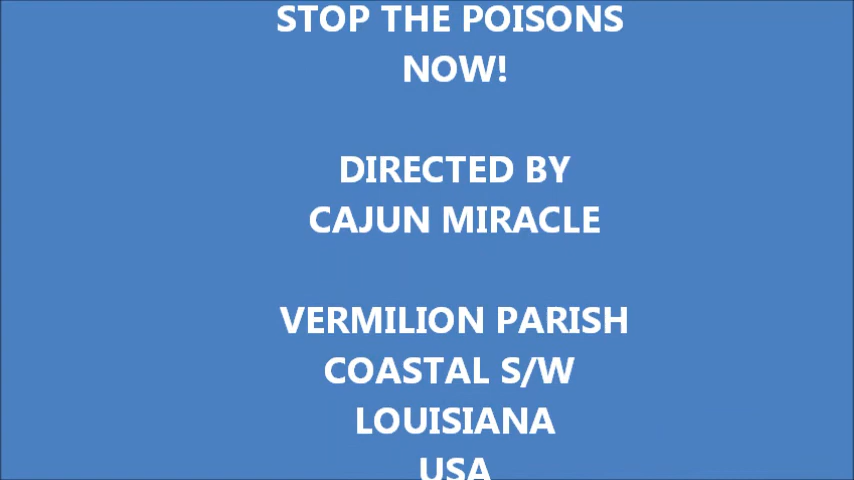 STOP THE POISONS
NOW!
DIRECTED BY
CAJUN MIRACLE
VERMILION PARISH
COASTAL S/W
LOUISIANA
USA